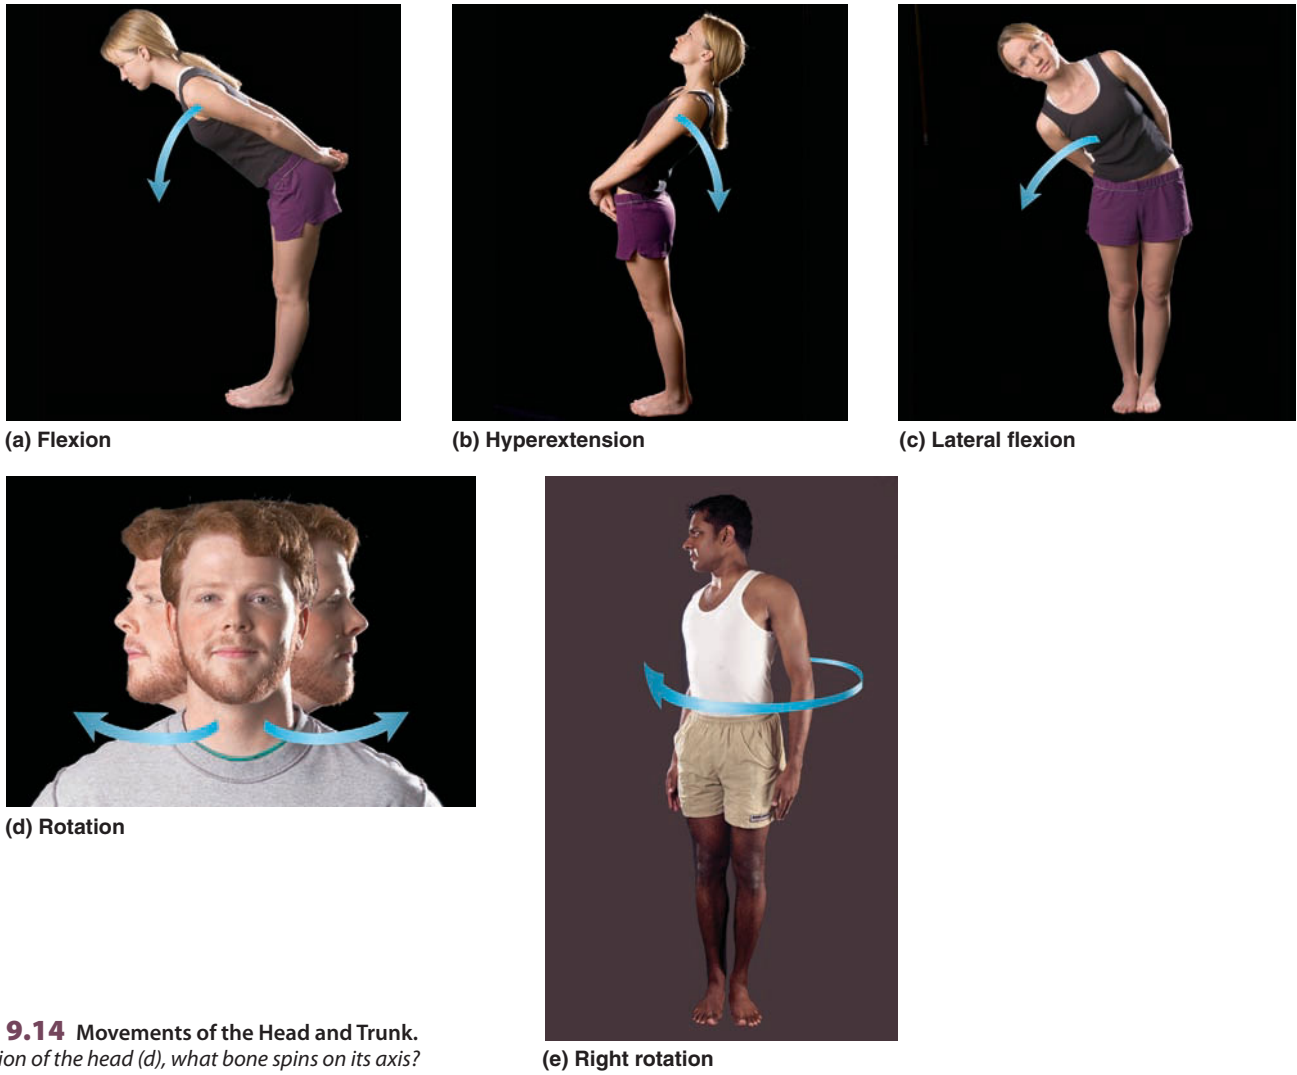 (a) Flexion
(b) Hyperextension
(c) Lateral flexion
(d) Rotation
(e) Right rotation
9.14 Movements of the Head and Trunk.
of the head (d), what bone spins on its axis?